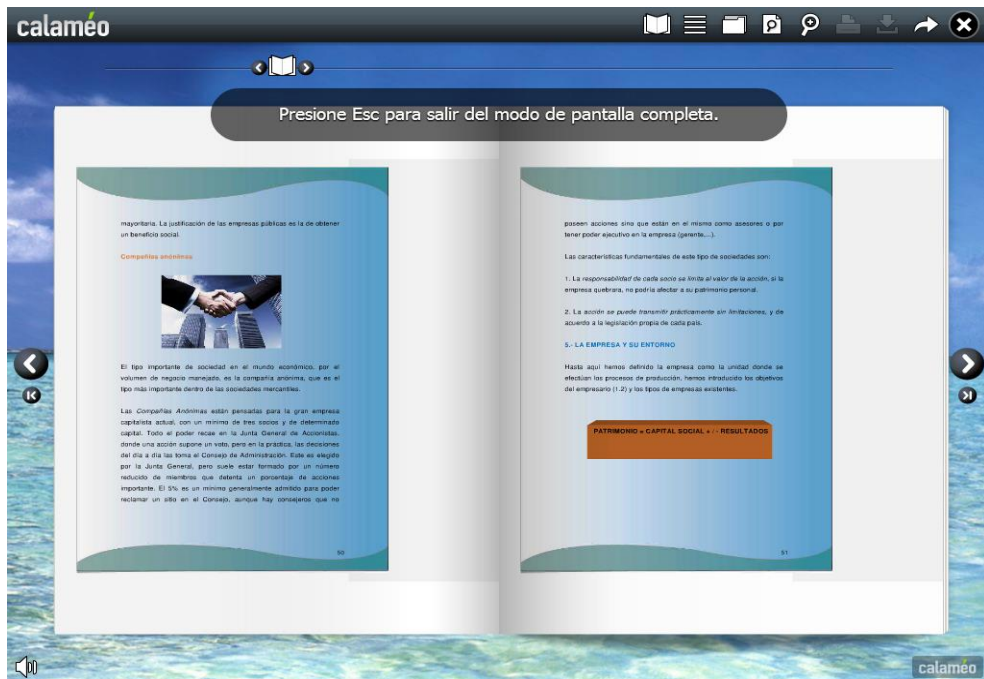 calaméo
Presione Esc para salir del modo de pantalla completa.
mayoritaria. La justificación de las empresas públicas es la de obtener
un beneficio social.
Compañías anónimas
El tipo importante de sociedad en el mundo económico, por el
volumen de negocio manejado, es la compañía anónima, que es el
tipo más importante dentro de las sociedades mercantiles.
Las Compañías Anónimas están pensadas para la gran empresa
capitalista actual, con un mínimo de tres socios y de determinado
capital. Todo el poder recae en la Junta General de Accionistas,
donde una acción supone un voto, pero en la práctica, las decisiones
del día a día las toma el Consejo de Administración. Este es elegido
por la Junta General, pero suele estar formado por un número
reducido de miembros que detenta un porcentaje de acciones
importante. El 5% es un mínimo generalmente admitido para poder
reclamar un sitio en el Consejo, aunque hay consejeros que no
50
poseen acciones sino que están en el mismo como asesores o por
tener poder ejecutivo en la empresa (gerente,...).
Las características fundamentales de este tipo de sociedades son:
1. La responsabilidad de cada socio se limita al valor de la acción, si la
empresa quebrara, no podría afectar a su patrimonio personal.
2. La acción se puede transmitir prácticamente sin limitaciones, y de
acuerdo a la legislación propia de cada país.
5.- LA EMPRESA Y SU ENTORNO
Hasta aquí hemos definido la empresa como la unidad donde se
efectúan los procesos de producción, hemos introducido los objetivos
del empresario (1.2) y los tipos de empresas existentes.
PATRIMONIO = CAPITAL SOCIAL + / - RESULTADOS
51
calaméo